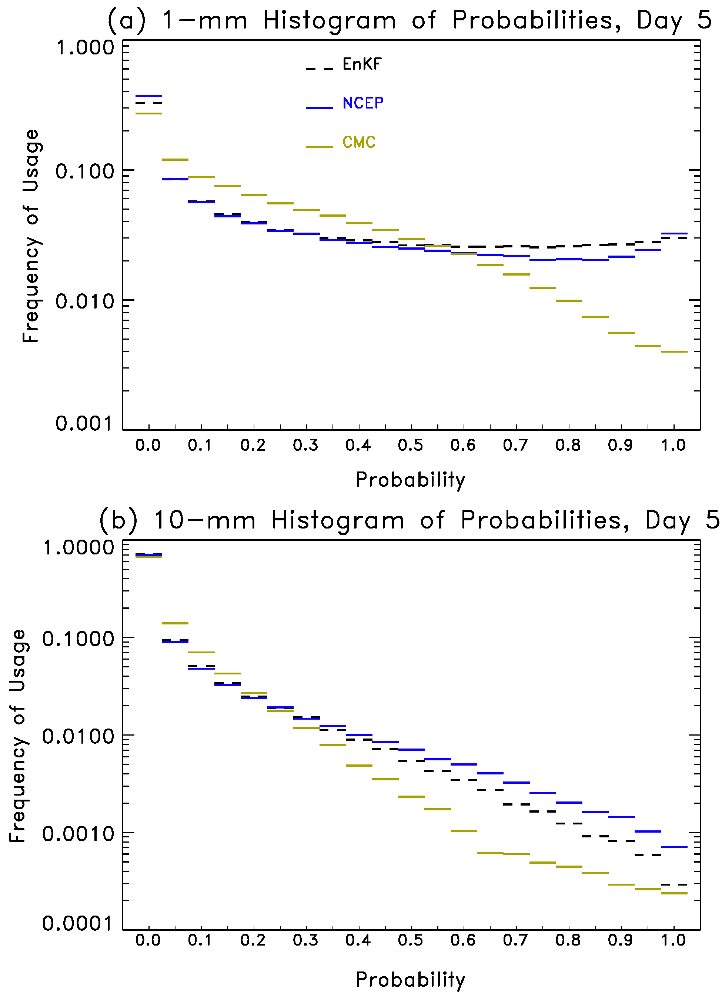 (a) 1-mm Histogram of Probabilities, Day 5
1.000
0.100
0.010
0.001
Frequency of Usage
EnKF
NCEP
CMC
0.0 0.1 0.2 0.3 0.4 0.5 0.6 0.7 0.8 0.9 1.0
Probability
(b) 10-mm Histogram of Probabilities, Day 5
1.0000
0.1000
0.0100
0.0010
0.0001
Frequency of Usage
0.0 0.1 0.2 0.3 0.4 0.5 0.6 0.7 0.8 0.9 1.0
Probability